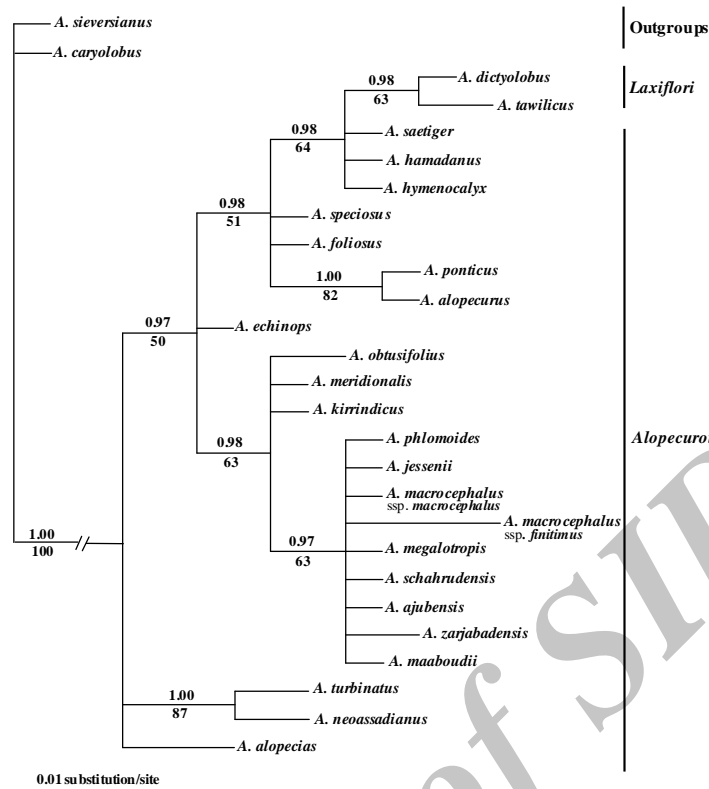 A. sieversianus
Outgroups
A. caryolobus
0.98
63
A. dictyolobus
A. tawilicus
Laxiflori
0.98
64
A. saetiger
A. hamadanus
A. hymenocalyx
0.98
51
A. speciosus
A. foliosus
1.00
82
A. ponticus
A. alopecurus
0.97
50
A. echinops
A. obtusifolius
A. meridionalis
A. kirrindicus
0.98
63
A. phlomoides
Alopecuro
A. jessenii
A. macrocephalus
ssp. macrocephalus
A. macrocephalus
ssp. finitimus
0.97
63
A. megalotropis
A. schahrudensis
A. ajubensis
A. zarjabadensis
A. maaboudii
1.00
100
1.00
87
A. turbinatus
A. neoassadianus
A. alopecias
0.01 substitution/site
of SID